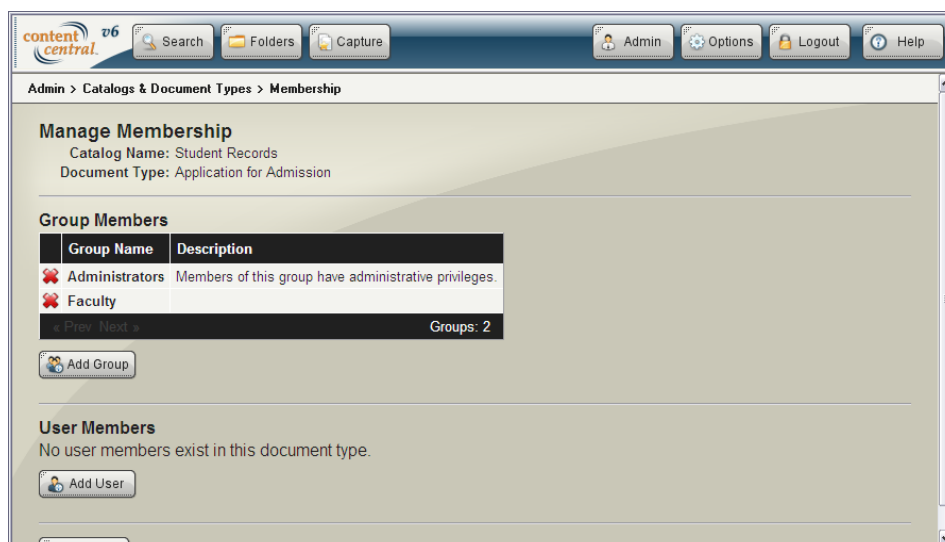 content central. v6 Search Folders Capture Admin Options Logout Help
Admin > Catalogs & Document Types > Membership
Manage Membership
Catalog Name: Student Records
Document Type: Application for Admission
Group Members
Group Name Description
Administrators Members of this group have administrative privileges.
Faculty
« Prev Next » Groups: 2
Add Group
User Members
No user members exist in this document type.
Add User